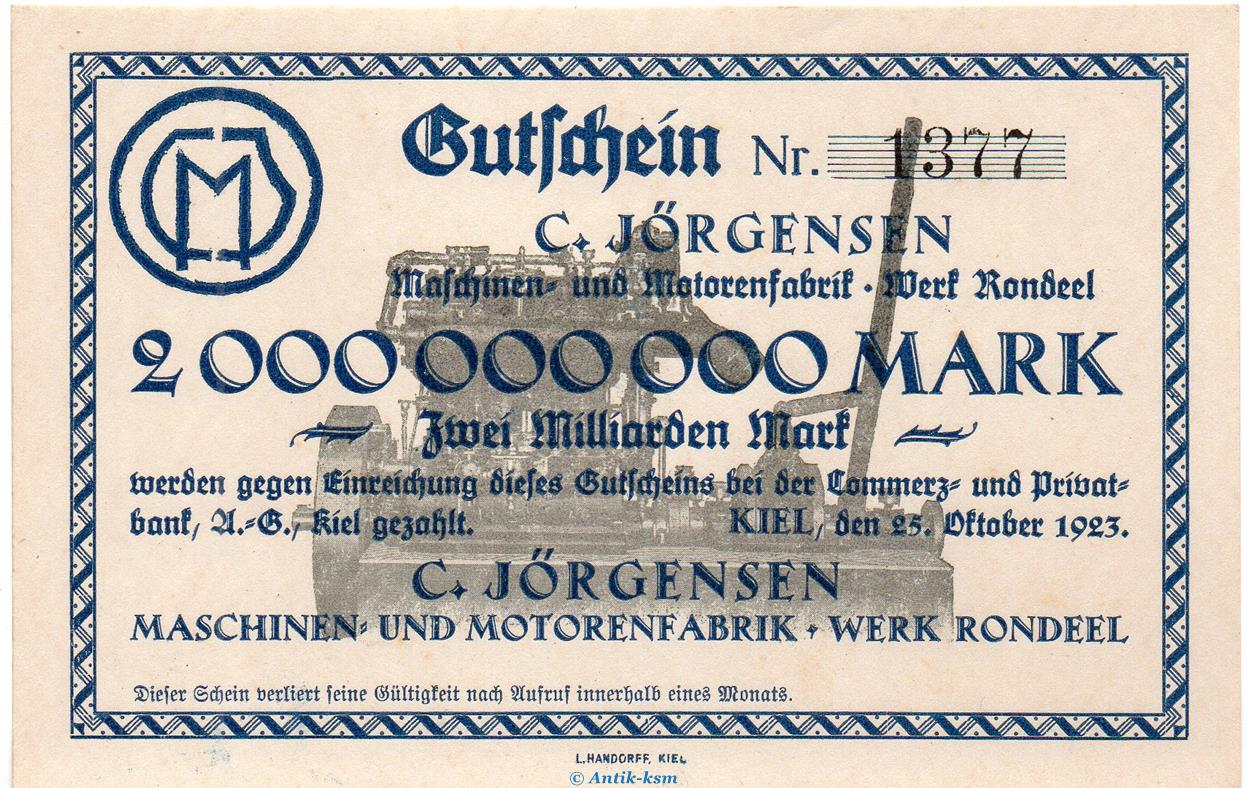 CMJ
Gutschein Nr. 1377
C. JÖRGENSEN
Maschinen- und Motorenfabrik · Werk Rondeel
2 000 000 000 MARK
Zwei Milliarden Mark
werden gegen Einreichung dieses Gutscheins bei der Commerz- und Privat-
bank, A.-G., Kiel gezahlt. KIEL, den 25. Oktober 1923.
C. JÖRGENSEN
MASCHINEN- UND MOTORENFABRIK · WERK RONDEEL
Dieser Schein verliert seine Gültigkeit nach Aufruf innerhalb eines Monats.
L. HANDORFF, KIEL
© Antik-ksm